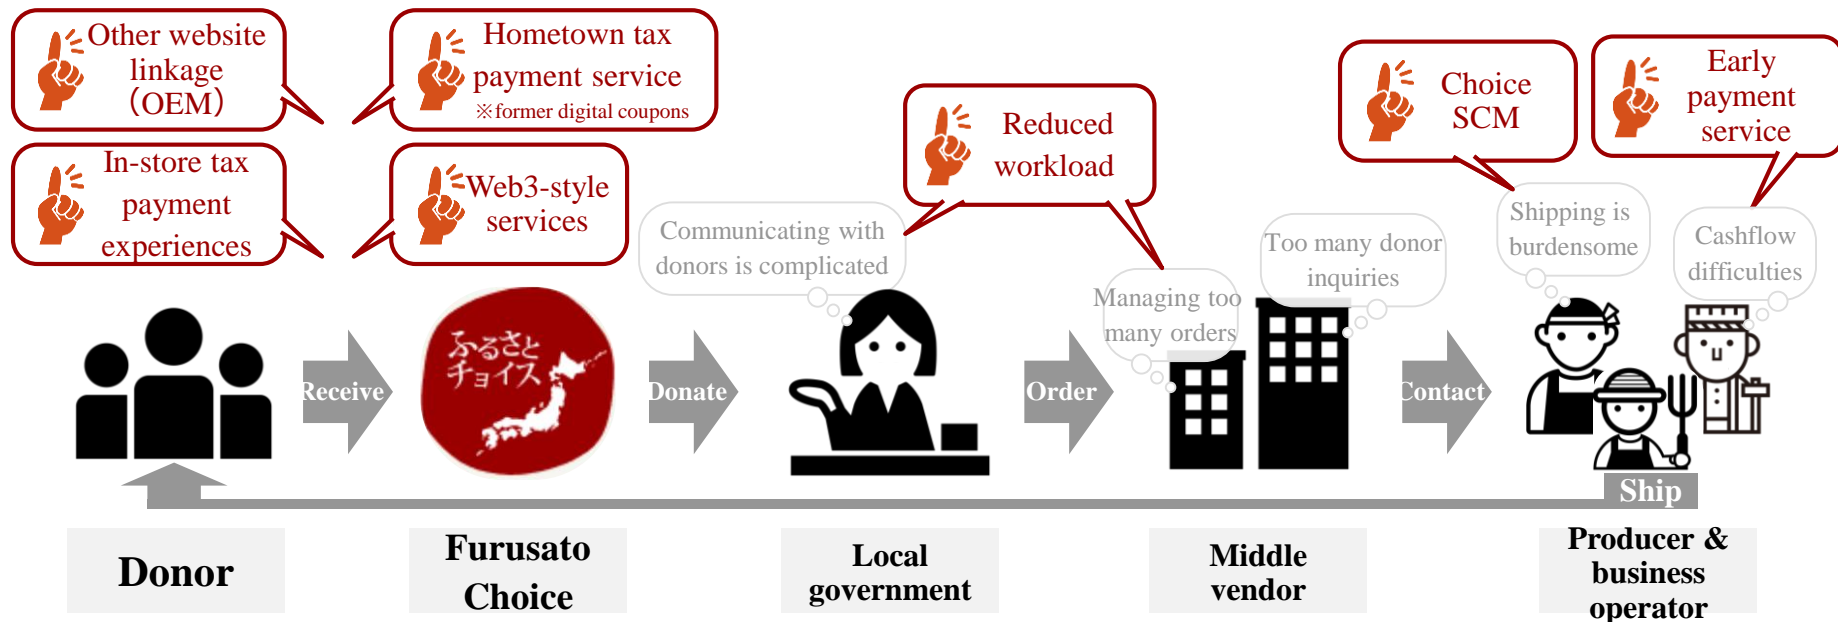 Other website
linkage
（OEM）
Hometown tax
payment service
※former digital coupons
In-store tax
payment
experiences
Web3-style
services
Reduced
workload
Choice
SCM
Early
payment
service
Communicating with
donors is complicated
Managing too
many orders
Too many donor
inquiries
Shipping is
burdensome
Cashflow
difficulties
Receive
ふるさと
チョイス
Donate
Order
Contact
Ship
Donor
Furusato
Choice
Local
government
Middle
vendor
Producer &
business
operator